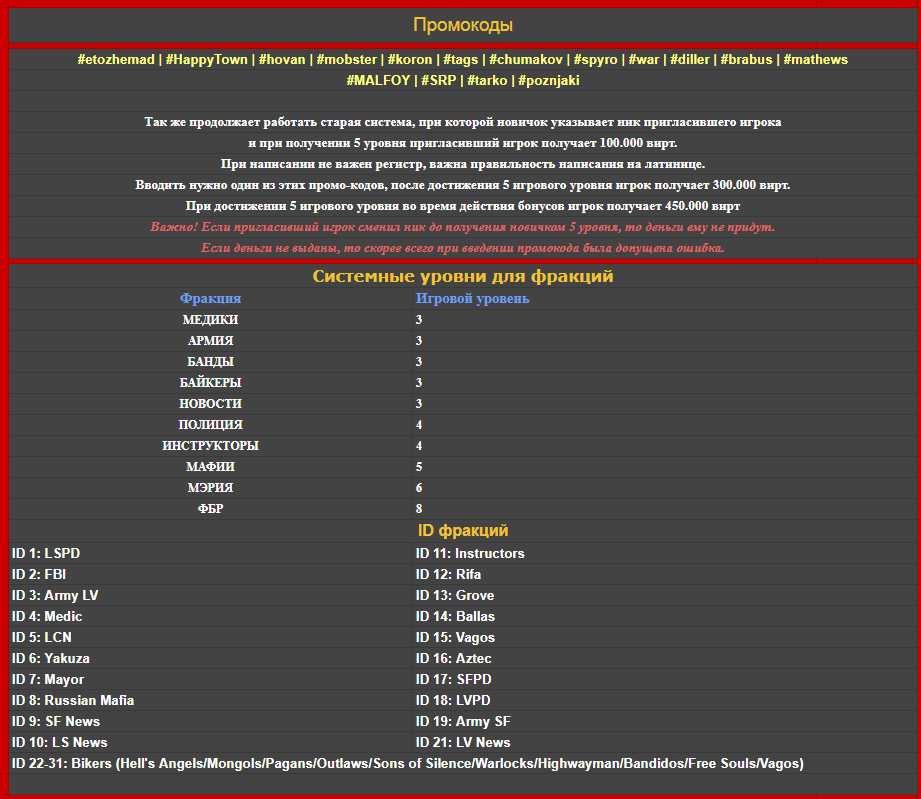 Промокоды
#etozhemad | #HappyTown | #hovan | #mobster | #koron | #tags | #chumakov | #spyro | #war | #diller | #brabus | #mathews
#MALFOY | #SRP | #tarko | #poznjaki
Так же продолжает работать старая система, при которой новичок указывает ник пригласившего игрока
и при получении 5 уровня пригласивший игрок получает 100.000 вирт.
При написании не важен регистр, важна правильность написания на латинице.
Вводить нужно один из этих промо-кодов, после достижения 5 игрового уровня игрок получает 300.000 вирт.
При достижении 5 игрового уровня во время действия бонусов игрок получает 450.000 вирт
Важно! Если пригласивший игрок сменил ник до получения новичком 5 уровня, то деньги ему не придут.
Если деньги не выданы, то скорее всего при введении промокода была допущена ошибка.
Системные уровни для фракций
Фракция Игровой уровень
МЕДИКИ 3
АРМИЯ 3
БАНДЫ 3
БАЙКЕРЫ 3
НОВОСТИ 3
ПОЛИЦИЯ 4
ИНСТРУКТОРЫ 4
МАФИИ 5
МЭРИЯ 6
ФБР 8
ID фракций
ID 1: LSPD ID 11: Instructors
ID 2: FBI ID 12: Rifa
ID 3: Army LV ID 13: Grove
ID 4: Medic ID 14: Ballas
ID 5: LCN ID 15: Vagos
ID 6: Yakuza ID 16: Aztec
ID 7: Mayor ID 17: SFPD
ID 8: Russian Mafia ID 18: LVPD
ID 9: SF News ID 19: Army SF
ID 10: LS News ID 21: LV News
ID 22-31: Bikers (Hell's Angels/Mongols/Pagans/Outlaws/Sons of Silence/Warlocks/Highwayman/Bandidos/Free Souls/Vagos)